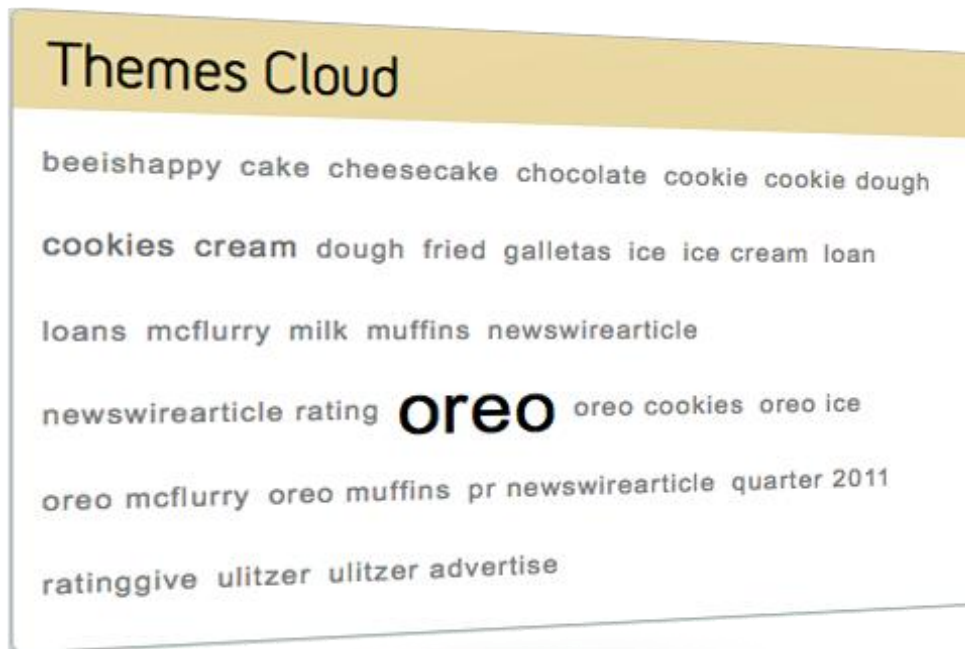 Themes Cloud
beeishappy cake cheesecake chocolate cookie cookie dough
cookies cream dough fried galletas ice ice cream loan
loans mcflurry milk muffins newswirearticle
newswirearticle rating oreo oreo cookies oreo ice
oreo mcflurry oreo muffins pr newswirearticle quarter 2011
ratinggive ulitzer ulitzer advertise